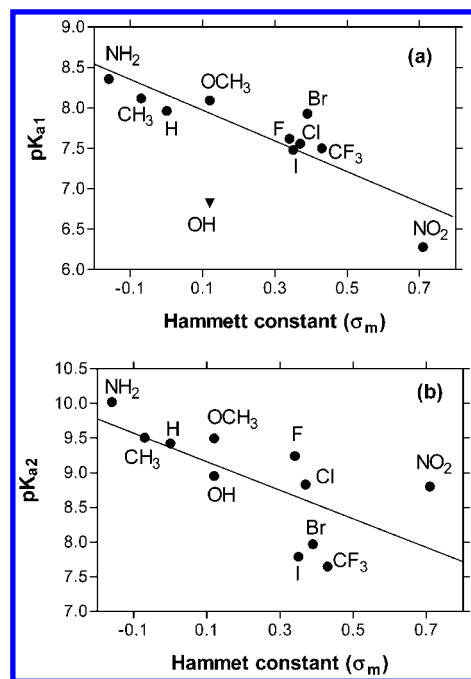 (a)
9.0
8.5
8.0
7.5
7.0
6.5
6.0
pKa1
NH2
CH3
H
OCH3
OH
F
I
Cl
Br
CF3
NO2
-0.1 0.1 0.3 0.5 0.7
Hammett constant (σm)
(b)
10.5
10.0
9.5
9.0
8.5
8.0
7.5
7.0
pKa2
NH2
CH3
H
OCH3
OH
F
Cl
Br
I
CF3
NO2
-0.1 0.1 0.3 0.5 0.7
Hammet constant (σm)